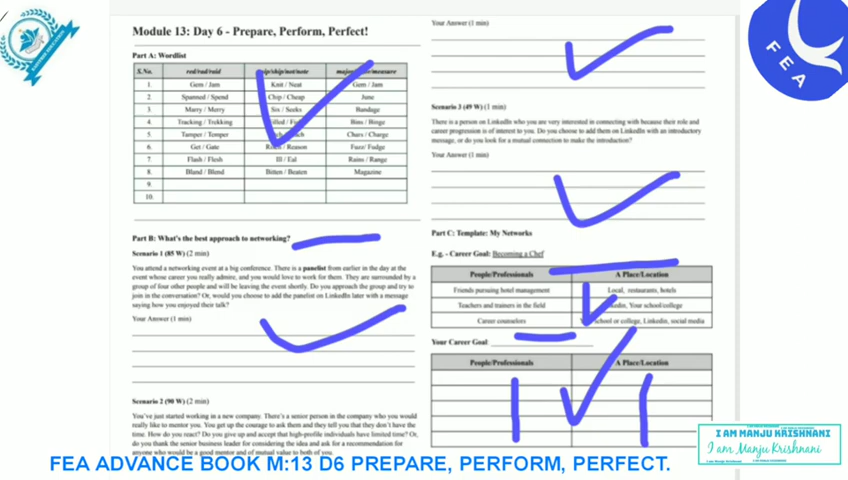 Module 13: Day 6 - Prepare, Perform, Perfect!
Part A: Wordlist
S.No. red/rad/raid major /measure
1. Gem / Jam Knit / Neat Gem / Jam
2. Spanned / Spend Chip / Cheap June
3. Marry / Merry Six / Seeks Bandage
4. Tracking / Trekking Bins / Binge
5. Tamper / Temper Chars / Charge
6. Get / Gate / Reason Fuzz/ Fudge
7. Flash / Flesh Ill / Eal Rains / Range
8. Bland / Blend Bitten / Beaten Magazine
9.
10.
Part B: What's the best approach to networking?
Scenario 1 (85 W) (2 min)
You attend a networking event at a big conference. There is a panelist from earlier in the day at the
event whose career you really admire, and you would love to work for them. They are surrounded by a
group of four other people and will be leaving the event shortly. Do you approach the group and try to
join in the conversation? Or, would you choose to add the panelist on LinkedIn later with a message
saying how you enjoyed their talk?
Your Answer (1 min)
Scenario 2 (90 W) (2 min)
You've just started working in a new company. There's a senior person in the company who you would
really like to mentor you. You get up the courage to ask them and they tell you that they don't have the
time. How do you react? Do you give up and accept that high-profile individuals have limited time? Or,
do you thank the senior business leader for considering the idea and ask for a recommendation for
anyone else who would be a good mentor and of mutual value to both of you.
Your Answer (1 min)
Scenario 3 (49 W) (1 min)
There is a person on LinkedIn who you are very interested in connecting with because their role and
career progression is of interest to you. Do you choose to add them on LinkedIn with an introductory
message, or do you look for a mutual connection to make the introduction?
Your Answer (1 min)
Part C: Template: My Networks
E.g. - Career Goal: Becoming a Chef
People/Professionals A Place/Location
Friends pursuing hotel management Local, restaurants, hotels
Teachers and trainers in the field Your school/college
Career counselors school or college, Linkedin, social media
Your Career Goal:
People/Professionals A Place/Location
FEA
I AM MANJU KRISHNANI
I am Manju Krishnani
FEA ADVANCE BOOK M:13 D6 PREPARE, PERFORM, PERFECT.